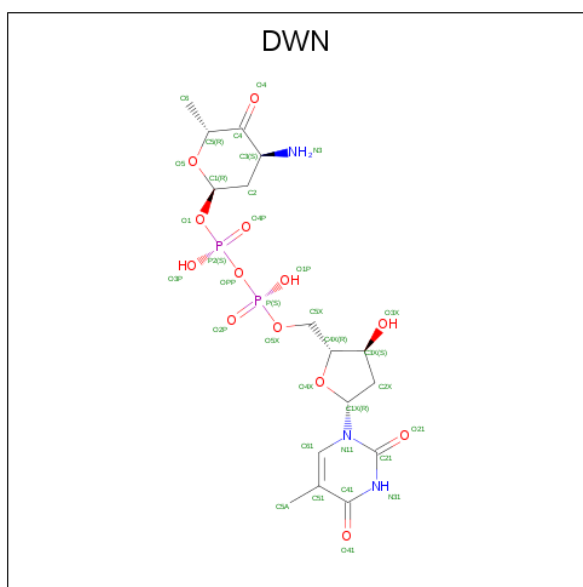 DWN
O4
C6
O
C5(R)
C4
O5
O
C3(S)
NH2
N3
C1(R)
C2
O1
O
O
O4P
P
HO
P2(S)
O1P
O3P
OPP
O
OH
P
P(S)
C5X
O3X
O2P
O
O
OH
O5X
C4X(R)
C3X(S)
O4X
O
C2X
C1X(R)
C61
N
N11
O
O21
C21
C51
C41
NH
N31
C5A
O
O41